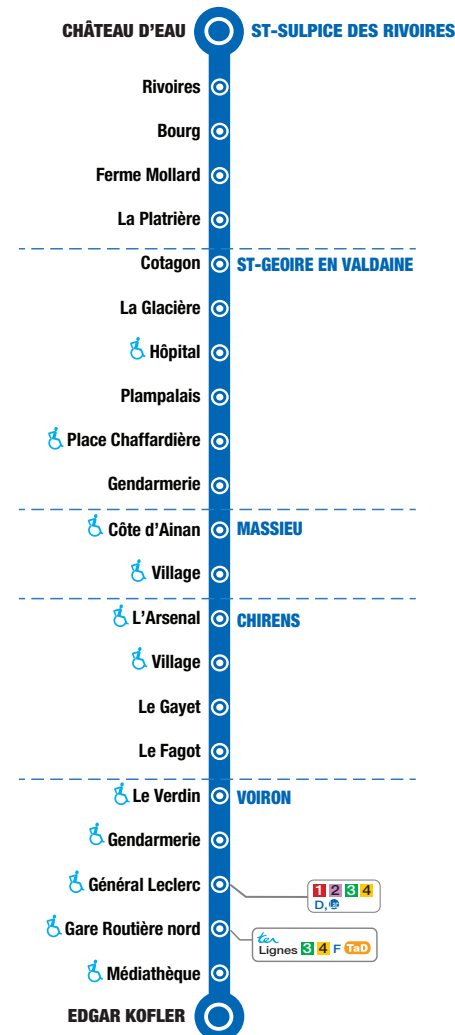 CHÂTEAU D'EAU ST-SULPICE DES RIVOIRES
Rivoires
Bourg
Ferme Mollard
La Platrière
Cotagon ST-GEOIRE EN VALDAINE
La Glacière
Hôpital
Plampalais
Place Chaffardière
Gendarmerie
Côte d'Ainan MASSIEU
Village
L'Arsenal CHIRENS
Village
Le Gayet
Le Fagot
Le Verdin VOIRON
Gendarmerie
Général Leclerc 1 2 3 4
D,
Gare Routière nord ter
Lignes 3 4 F TaD
Médiathèque
EDGAR KOFLER